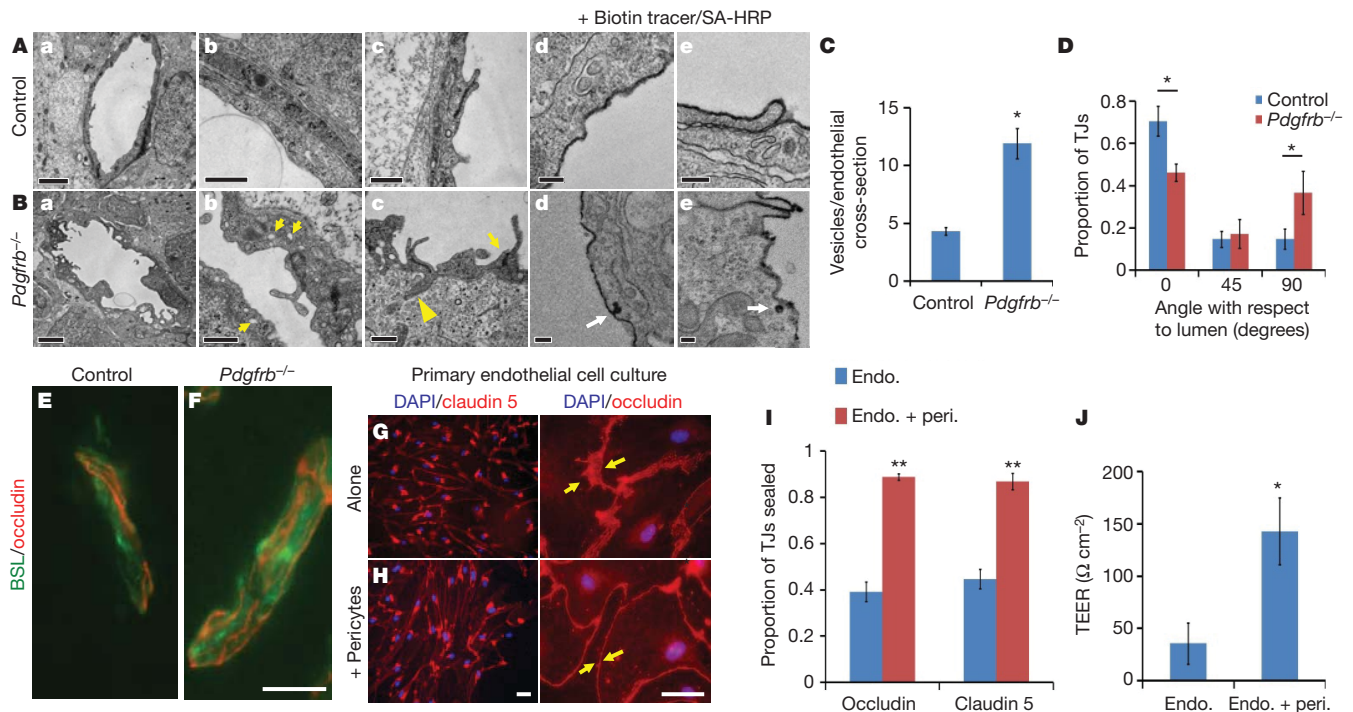 + Biotin tracer/SA-HRP
A
a
b
c
d
e
Control
B
a
b
c
d
e
Pdgfrb–/–
C
Vesicles/endothelial
cross-section
15
10
5
0
*
Control
Pdgfrb–/–
D
Proportion of TJs
0.8
0.6
0.4
0.2
0
*
*
Control
Pdgfrb–/–
0
45
90
Angle with respect
to lumen (degrees)
Control
Pdgfrb–/–
E
F
BSL/occludin
Primary endothelial cell culture
DAPI/claudin 5
DAPI/occludin
G
Alone
H
+ Pericytes
Endo.
Endo. + peri.
I
Proportion of TJs sealed
1
0.8
0.6
0.4
0.2
0
**
**
Occludin
Claudin 5
J
TEER (Ω cm–2)
200
150
100
50
0
*
Endo.
Endo. + peri.